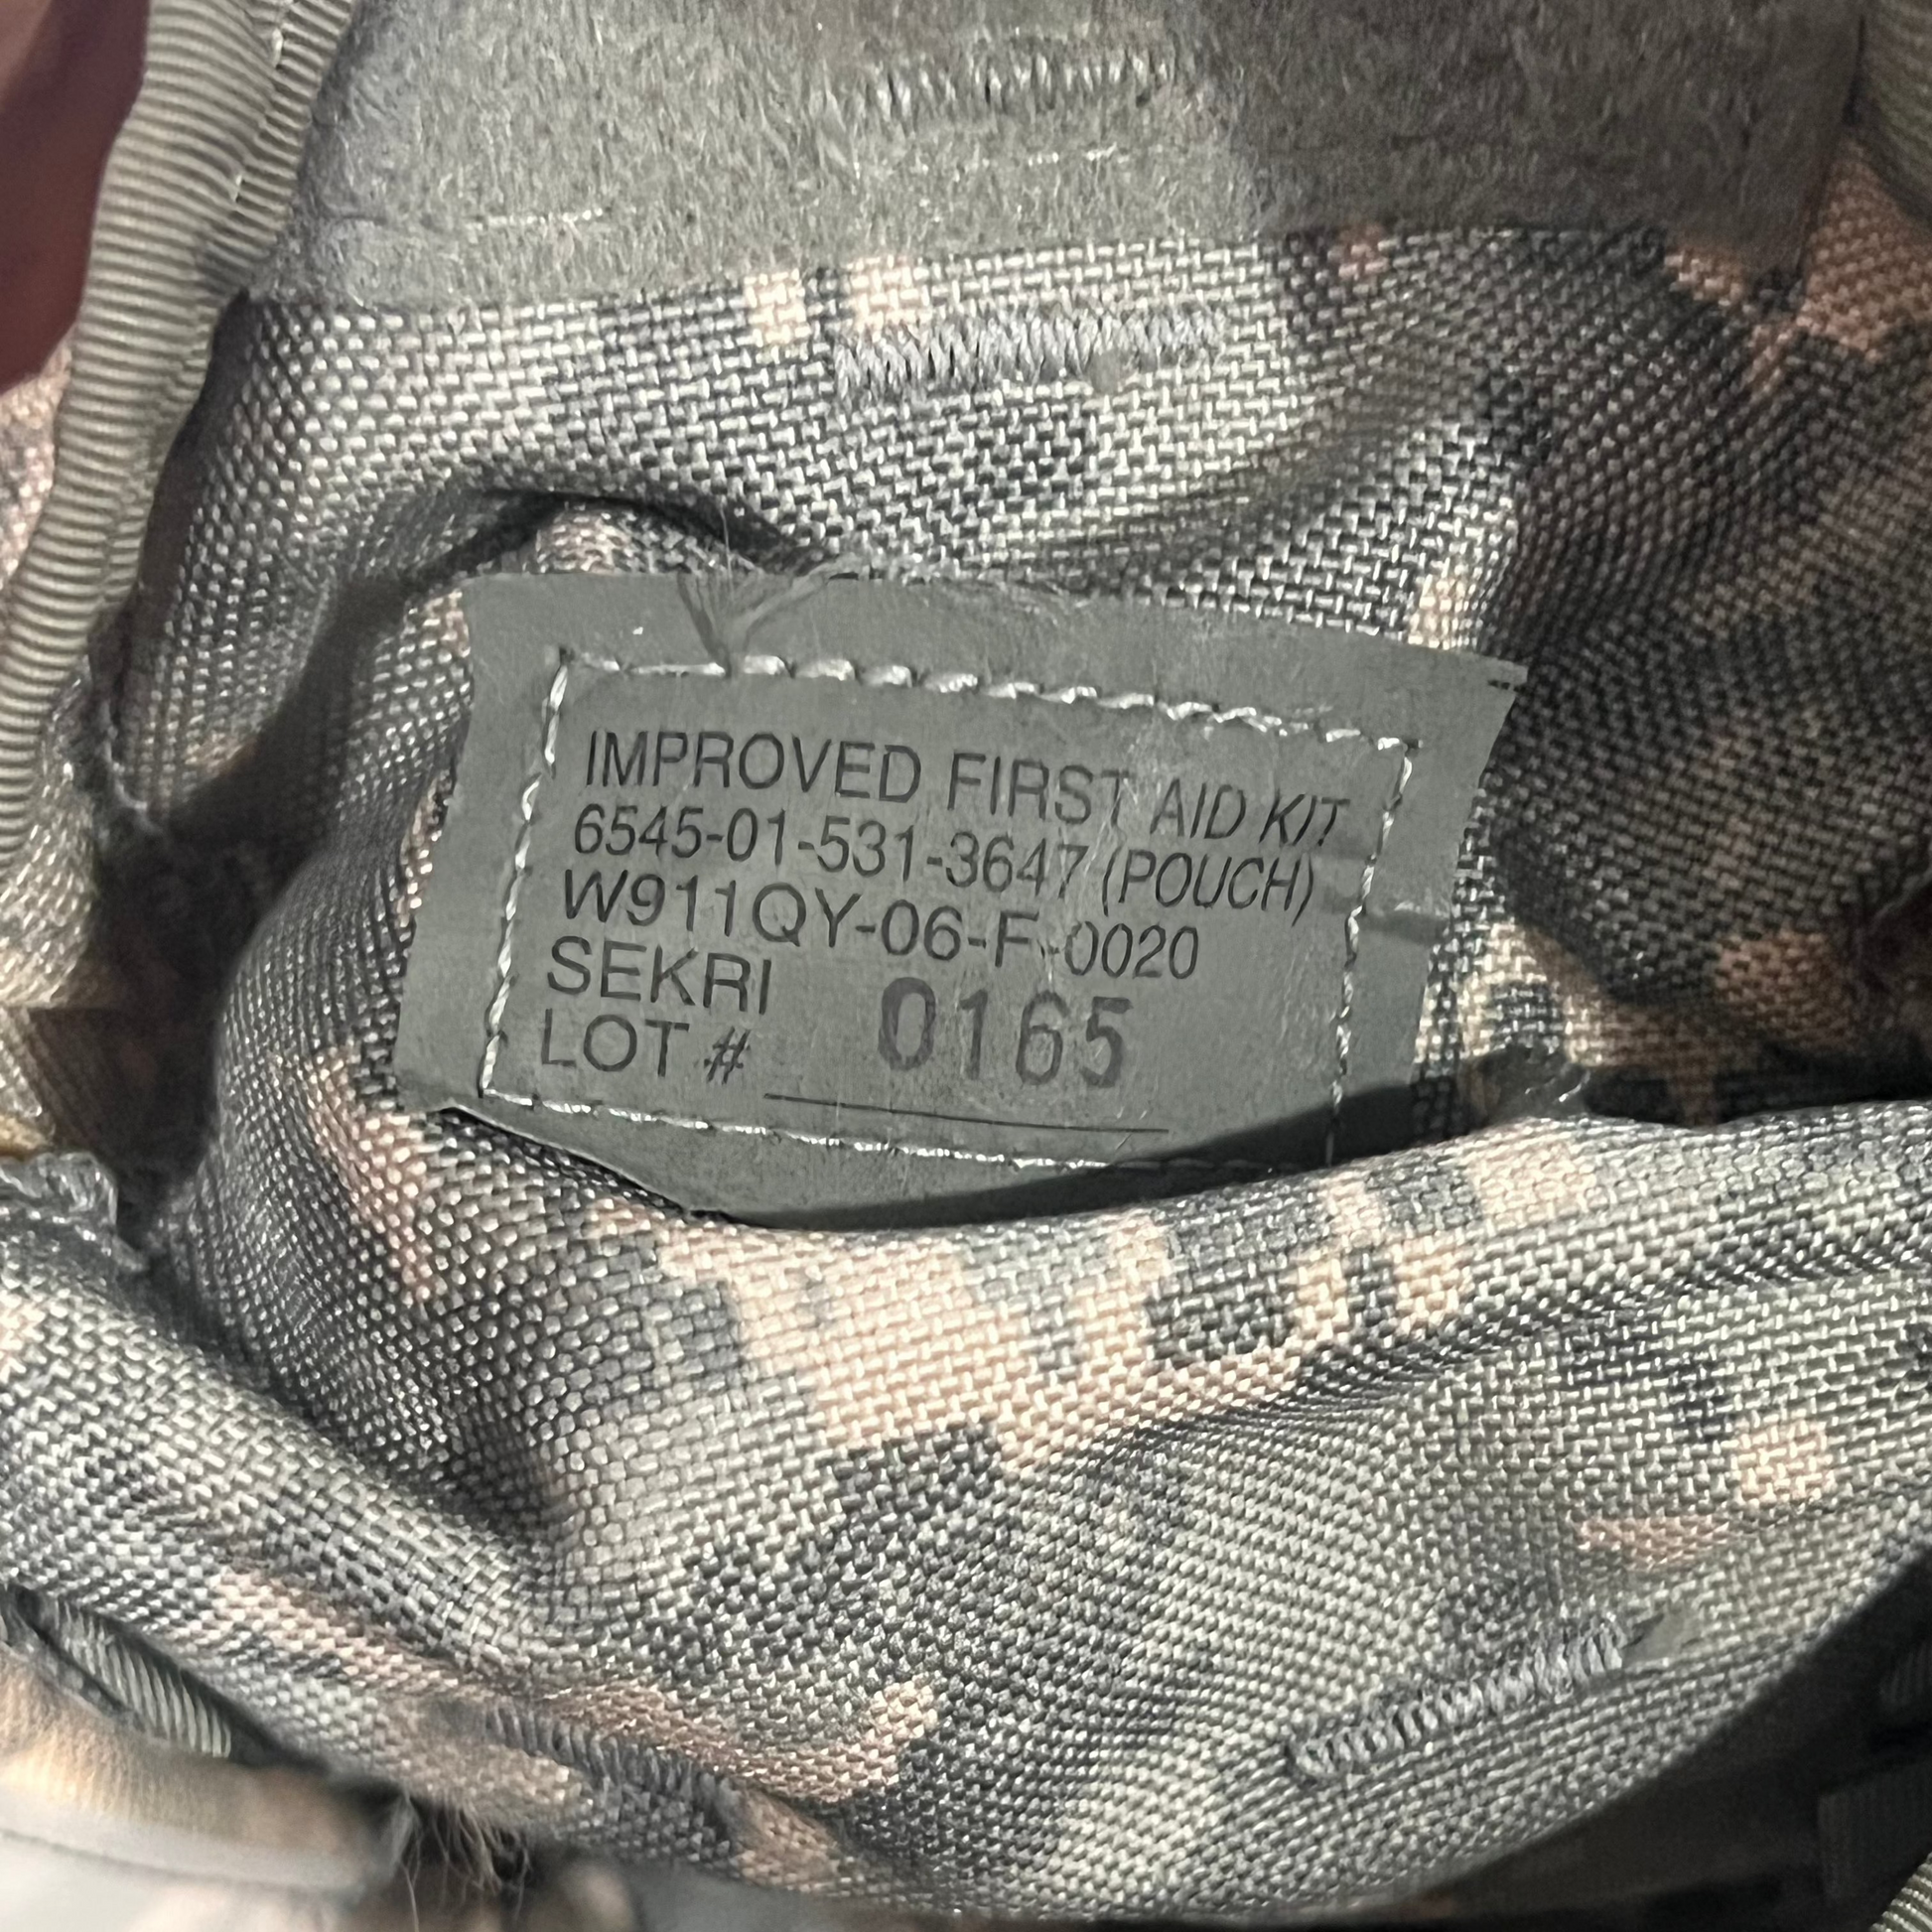 IMPROVED FIRST AID KIT
6545-01-531-3647 (POUCH)
W911QY-06-F-0020
SEKRI
LOT # 0165